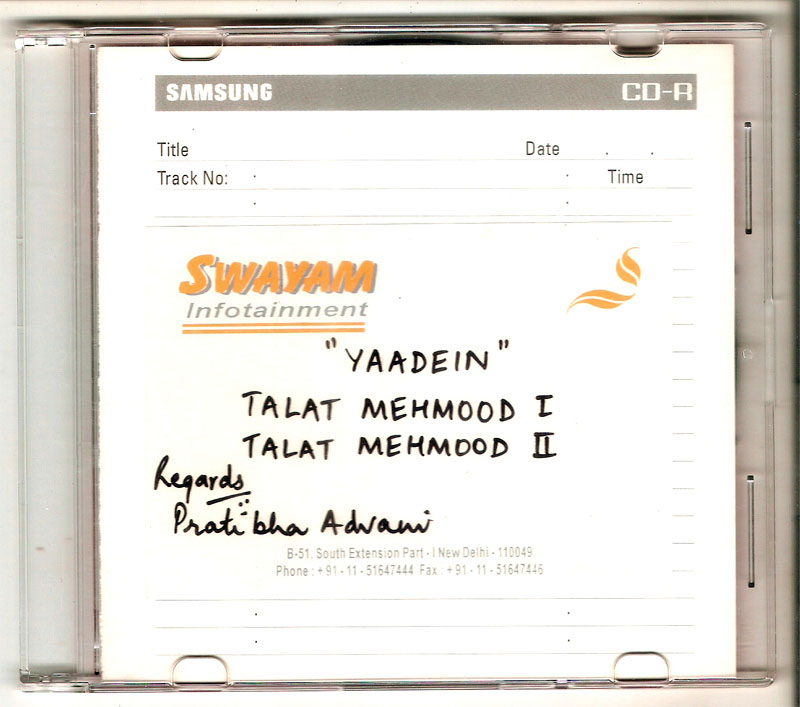 SAMSUNG CD-R
Title Date . .
Track No: Time
SWAYAM
Infotainment
"YAADEIN"
TALAT MEHMOOD I
TALAT MEHMOOD II
Regards
Pratibha Advani
B-51, South Extension Part - I New Delhi - 110049
Phone : + 91 - 11 - 51647444 Fax : + 91 - 11 - 51647446